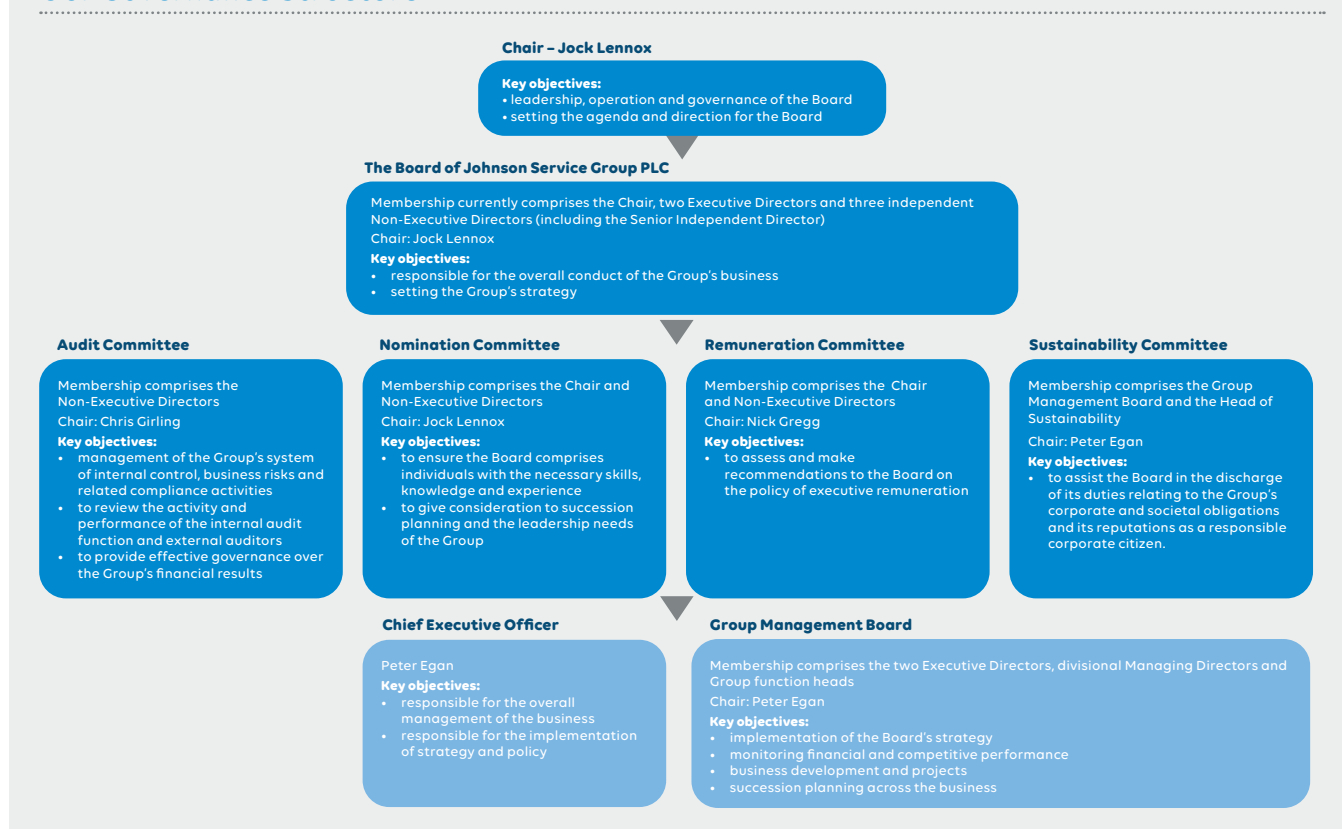 Chair – Jock Lennox
Key objectives:
• leadership, operation and governance of the Board
• setting the agenda and direction for the Board
The Board of Johnson Service Group PLC
Membership currently comprises the Chair, two Executive Directors and three independent
Non-Executive Directors (including the Senior Independent Director)
Chair: Jock Lennox
Key objectives:
• responsible for the overall conduct of the Group's business
• setting the Group's strategy
Audit Committee
Membership comprises the
Non-Executive Directors
Chair: Chris Girling
Key objectives:
• management of the Group's system
of internal control, business risks and
related compliance activities
• to review the activity and
performance of the internal audit
function and external auditors
• to provide effective governance over
the Group's financial results
Nomination Committee
Membership comprises the Chair and
Non-Executive Directors
Chair: Jock Lennox
Key objectives:
• to ensure the Board comprises
individuals with the necessary skills,
knowledge and experience
• to give consideration to succession
planning and the leadership needs
of the Group
Remuneration Committee
Membership comprises the Chair
and Non-Executive Directors
Chair: Nick Gregg
Key objectives:
• to assess and make
recommendations to the Board on
the policy of executive remuneration
Sustainability Committee
Membership comprises the Group
Management Board and the Head of
Sustainability
Chair: Peter Egan
Key objectives:
• to assist the Board in the discharge
of its duties relating to the Group's
corporate and societal obligations
and its reputations as a responsible
corporate citizen.
Chief Executive Officer
Peter Egan
Key objectives:
• responsible for the overall
management of the business
• responsible for the implementation
of strategy and policy
Group Management Board
Membership comprises the two Executive Directors, divisional Managing Directors and
Group function heads
Chair: Peter Egan
Key objectives:
• implementation of the Board's strategy
• monitoring financial and competitive performance
• business development and projects
• succession planning across the business